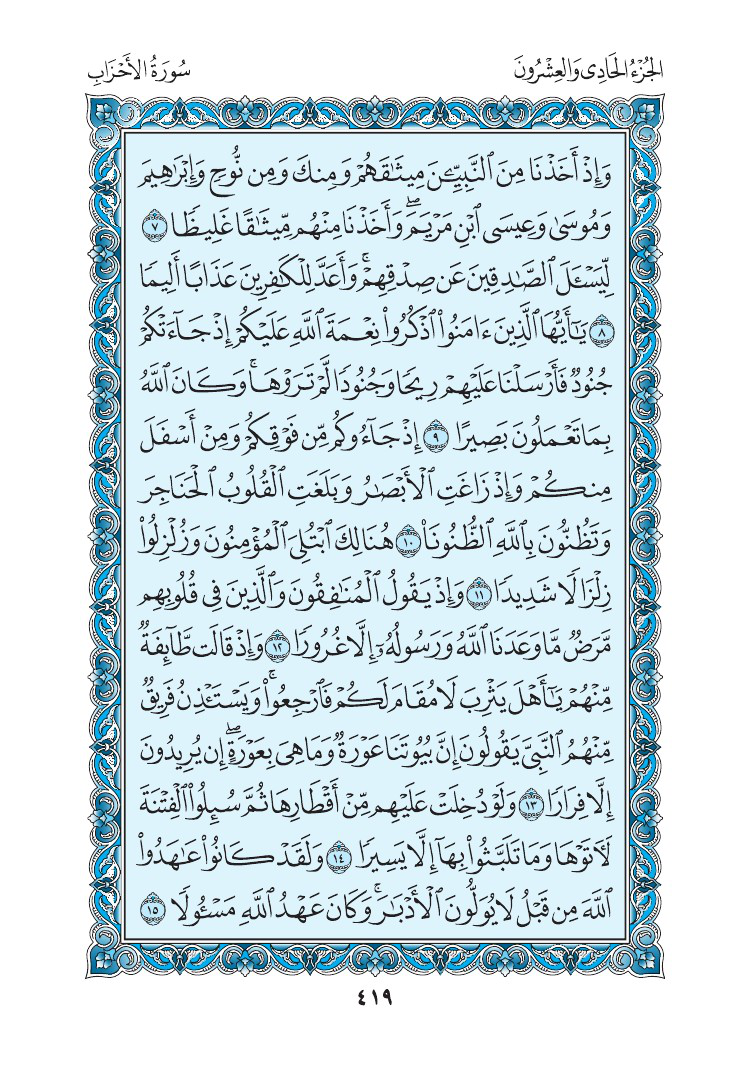 الجُزْءُ الحَادِى وَالعِشْرُونَ
سُورَةُ الأَحْزَابِ
وَإِذْ أَخَذْنَا مِنَ ٱلنَّبِيِّـۧنَ مِيثَٰقَهُمْ وَمِنكَ وَمِن نُّوحٍ وَإِبْرَٰهِيمَ
وَمُوسَىٰ وَعِيسَى ٱبْنِ مَرْيَمَۖ وَأَخَذْنَا مِنْهُم مِّيثَٰقًا غَلِيظًا ٧
لِّيَسْـَٔلَ ٱلصَّٰدِقِينَ عَن صِدْقِهِمْۚ وَأَعَدَّ لِلْكَٰفِرِينَ عَذَابًا أَلِيمًا
٨ يَٰٓأَيُّهَا ٱلَّذِينَ ءَامَنُوا۟ ٱذْكُرُوا۟ نِعْمَةَ ٱللَّهِ عَلَيْكُمْ إِذْ جَآءَتْكُمْ
جُنُودٌ فَأَرْسَلْنَا عَلَيْهِمْ رِيحًا وَجُنُودًا لَّمْ تَرَوْهَاۚ وَكَانَ ٱللَّهُ
بِمَا تَعْمَلُونَ بَصِيرًا ٩ إِذْ جَآءُوكُم مِّن فَوْقِكُمْ وَمِنْ أَسْفَلَ
مِنكُمْ وَإِذْ زَاغَتِ ٱلْأَبْصَٰرُ وَبَلَغَتِ ٱلْقُلُوبُ ٱلْحَنَاجِرَ
وَتَظُنُّونَ بِٱللَّهِ ٱلظُّنُونَا۠ ١٠ هُنَالِكَ ٱبْتُلِىَ ٱلْمُؤْمِنُونَ وَزُلْزِلُوا۟
زِلْزَالًا شَدِيدًا ١١ وَإِذْ يَقُولُ ٱلْمُنَٰفِقُونَ وَٱلَّذِينَ فِى قُلُوبِهِم
مَّرَضٌ مَّا وَعَدَنَا ٱللَّهُ وَرَسُولُهُۥٓ إِلَّا غُرُورًا ١٢ وَإِذْ قَالَت طَّآئِفَةٌ
مِّنْهُمْ يَٰٓأَهْلَ يَثْرِبَ لَا مُقَامَ لَكُمْ فَٱرْجِعُوا۟ۚ وَيَسْتَـْٔذِنُ فَرِيقٌ
مِّنْهُمُ ٱلنَّبِىَّ يَقُولُونَ إِنَّ بُيُوتَنَا عَوْرَةٌ وَمَا هِىَ بِعَوْرَةٍۖ إِن يُرِيدُونَ
إِلَّا فِرَارًا ١٣ وَلَوْ دُخِلَتْ عَلَيْهِم مِّنْ أَقْطَارِهَا ثُمَّ سُئِلُوا۟ ٱلْفِتْنَةَ
لَـَٔاتَوْهَا وَمَا تَلَبَّثُوا۟ بِهَآ إِلَّا يَسِيرًا ١٤ وَلَقَدْ كَانُوا۟ عَٰهَدُوا۟
ٱللَّهَ مِن قَبْلُ لَا يُوَلُّونَ ٱلْأَدْبَٰرَۚ وَكَانَ عَهْدُ ٱللَّهِ مَسْـُٔولًا ١٥
٤١٩